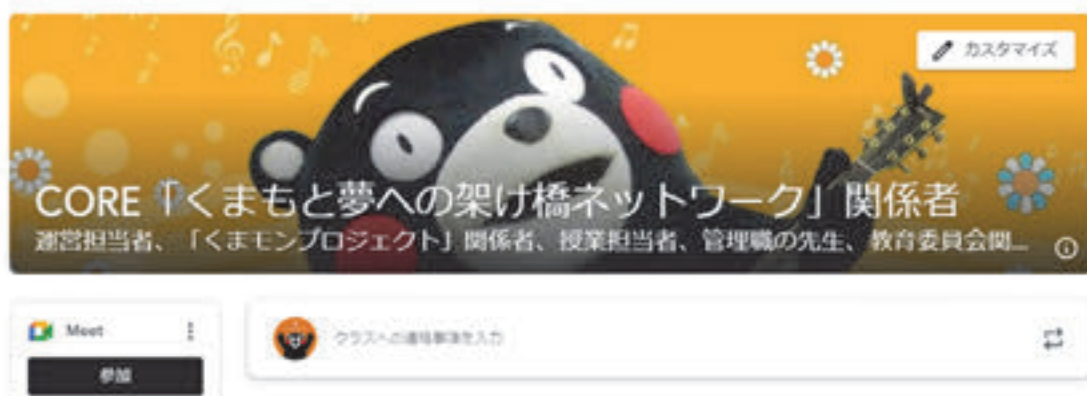 カスタマイズ
CORE「くまもと夢への架け橋ネットワーク」関係者
運営担当者、「くまモンプロジェクト」関係者、授業担当者、管理職の先生、教育委員会関...
Meet
クラスへの連絡事項を入力
参加